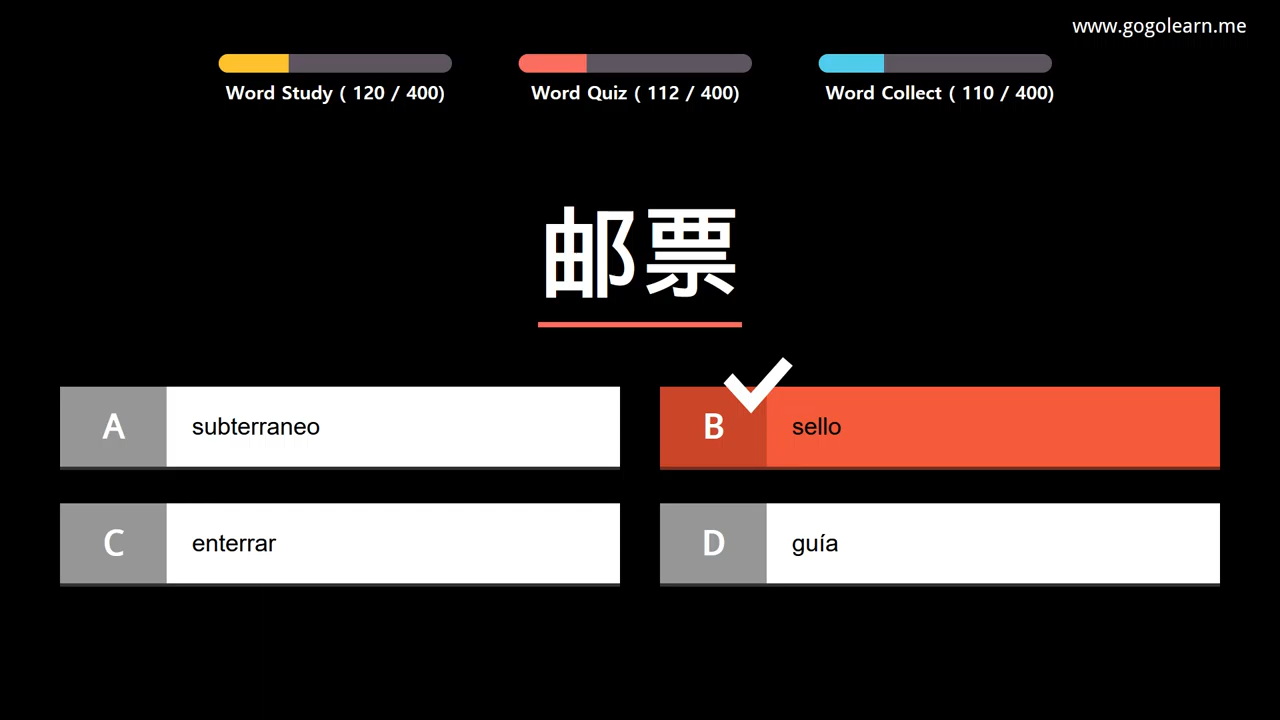 www.gogolearn.me
Word Study ( 120 / 400)
Word Quiz ( 112 / 400)
Word Collect ( 110 / 400)
邮票
A subterraneo
B sello
C enterrar
D guía